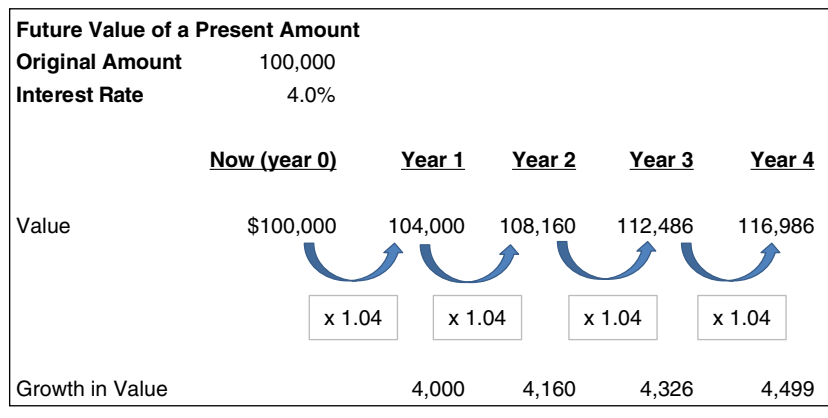 Future Value of a Present Amount
Original Amount 100,000
Interest Rate 4.0%
Now (year 0) Year 1 Year 2 Year 3 Year 4
Value $100,000 104,000 108,160 112,486 116,986
x 1.04 x 1.04 x 1.04 x 1.04
Growth in Value 4,000 4,160 4,326 4,499